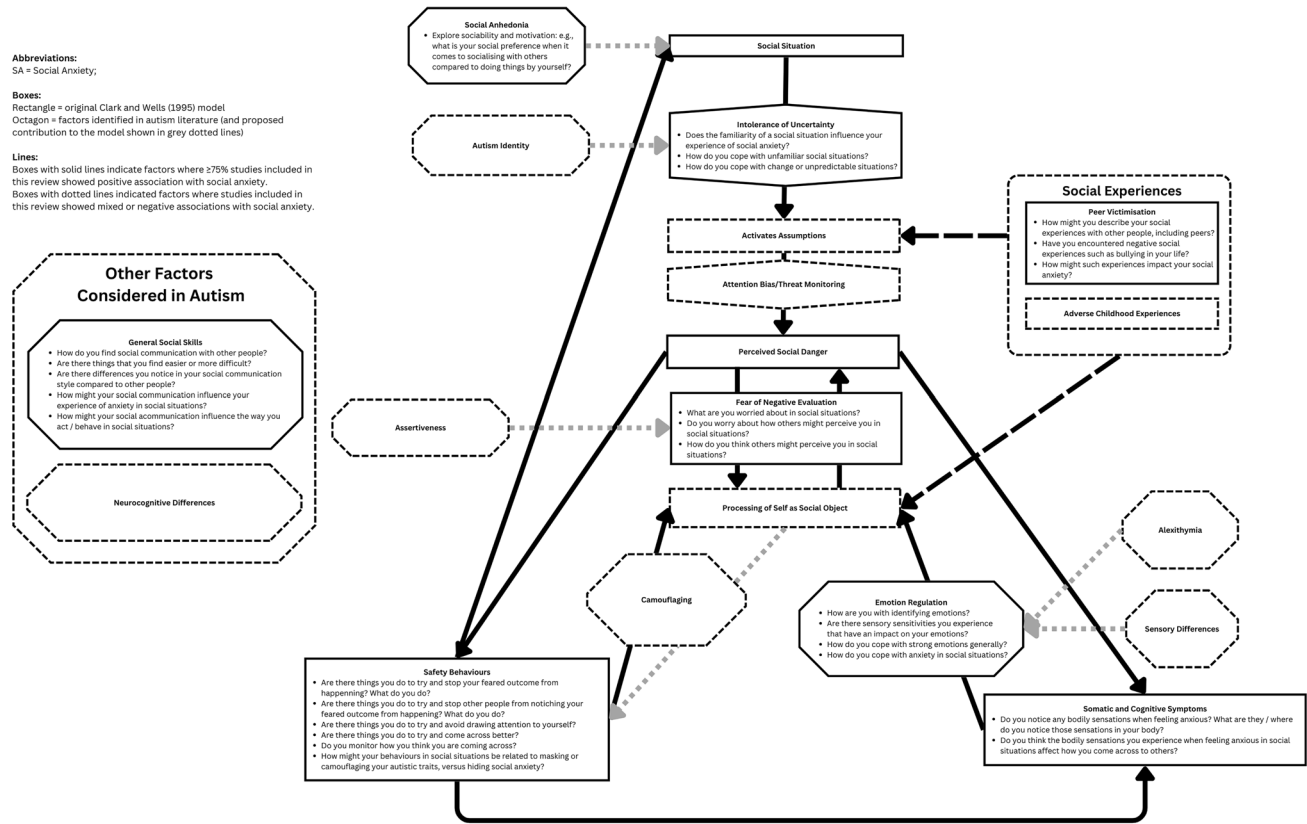 Abbreviations:
SA = Social Anxiety;
Boxes:
Rectangle = original Clark and Wells (1995) model
Octagon = factors identified in autism literature (and proposed
contribution to the model shown in grey dotted lines)
Lines:
Boxes with solid lines indicate factors where ≥75% studies included in
this review showed positive association with social anxiety.
Boxes with dotted lines indicated factors where studies included in
this review showed mixed or negative associations with social anxiety.
Other Factors
Considered in Autism
General Social Skills
• How do you find social communication with other people?
• Are there things that you find easier or more difficult?
• Are there differences you notice in your social communication
style compared to other people?
• How might your social communication influence your
experience of anxiety in social situations?
• How might your social acommunication influence the way you
act / behave in social situations?
Neurocognitive Differences
Social Anhedonia
• Explore sociability and motivation: e.g.,
what is your social preference when it
comes to socialising with others
compared to doing things by yourself?
Autism Identity
Assertiveness
Social Situation
Intolerance of Uncertainty
• Does the familiarity of a social situation influence your
experience of social anxiety?
• How do you cope with unfamiliar social situations?
• How do you cope with change or unpredictable situations?
Activates Assumptions
Attention Bias/Threat Monitoring
Perceived Social Danger
Fear of Negative Evaluation
• What are you worried about in social situations?
• Do you worry about how others might perceive you in
social situations?
• How do you think others might perceive you in social
situations?
Processing of Self as Social Object
Social Experiences
Peer Victimisation
• How might you describe your social
experiences with other people, including peers?
• Have you encountered negative social
experiences such as bullying in your life?
• How might such experiences impact your social
anxiety?
Adverse Childhood Experiences
Camouflaging
Emotion Regulation
• How are you with identifying emotions?
• Are there sensory sensitivities you experience
that have an impact on your emotions?
• How do you cope with strong emotions generally?
• How do you cope with anxiety in social situations?
Alexithymia
Sensory Differences
Safety Behaviours
• Are there things you do to try and stop your feared outcome from
happenning? What do you do?
• Are there things you do to try and stop other people from notiching your
feared outcome from happening? What do you do?
• Are there things you do to try and avoid drawing attention to yourself?
• Are there things you do to try and come across better?
• Do you monitor how you think you are coming across?
• How might your behaviours in social situations be related to masking or
camouflaging your autistic traits, versus hiding social anxiety?
Somatic and Cognitive Symptoms
• Do you notice any bodily sensations when feeling anxious? What are they / where
do you notice those sensations in your body?
• Do you think the bodily sensations you experience when feeling anxious in social
situations affect how you come across to others?